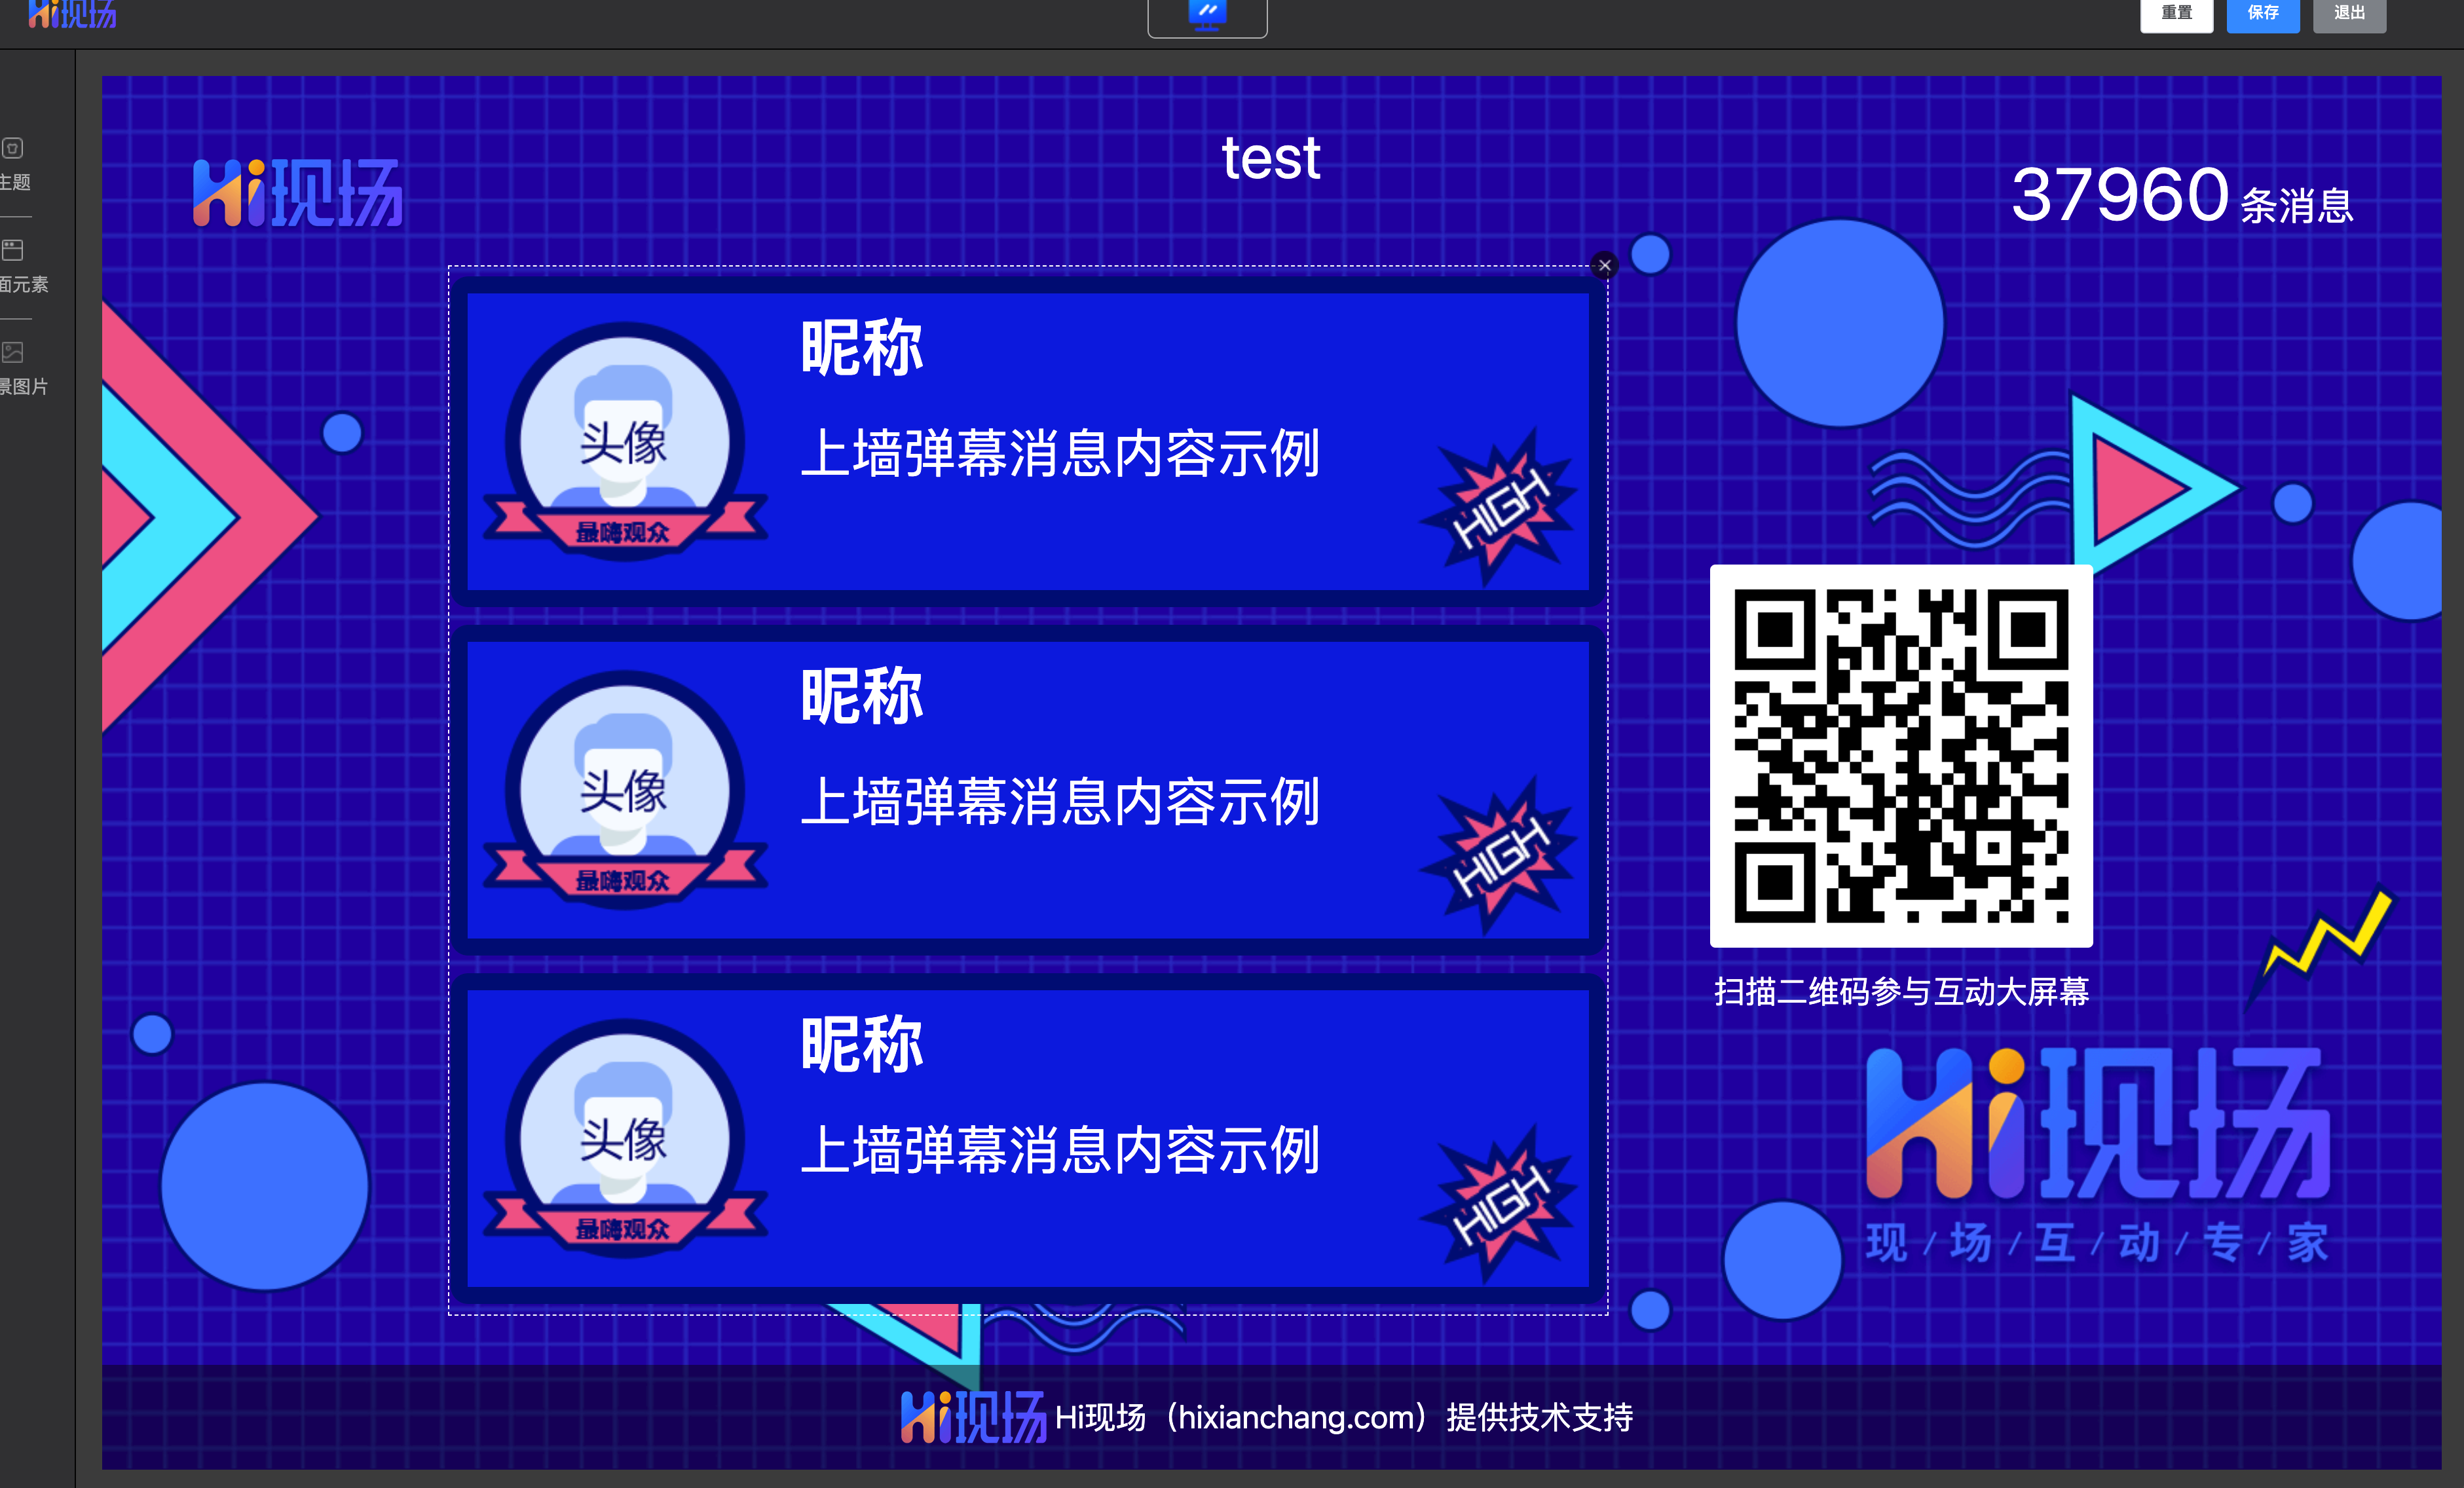 Hi现场
重置
保存
退出
主题
面元素
景图片
Hi现场
test
37960 条消息
昵称
上墙弹幕消息内容示例
头像
最嗨观众
HIGH
昵称
上墙弹幕消息内容示例
头像
最嗨观众
HIGH
昵称
上墙弹幕消息内容示例
头像
最嗨观众
HIGH
扫描二维码参与互动大屏幕
Hi现场
现/场/互/动/专/家
Hi现场 Hi现场（hixianchang.com）提供技术支持